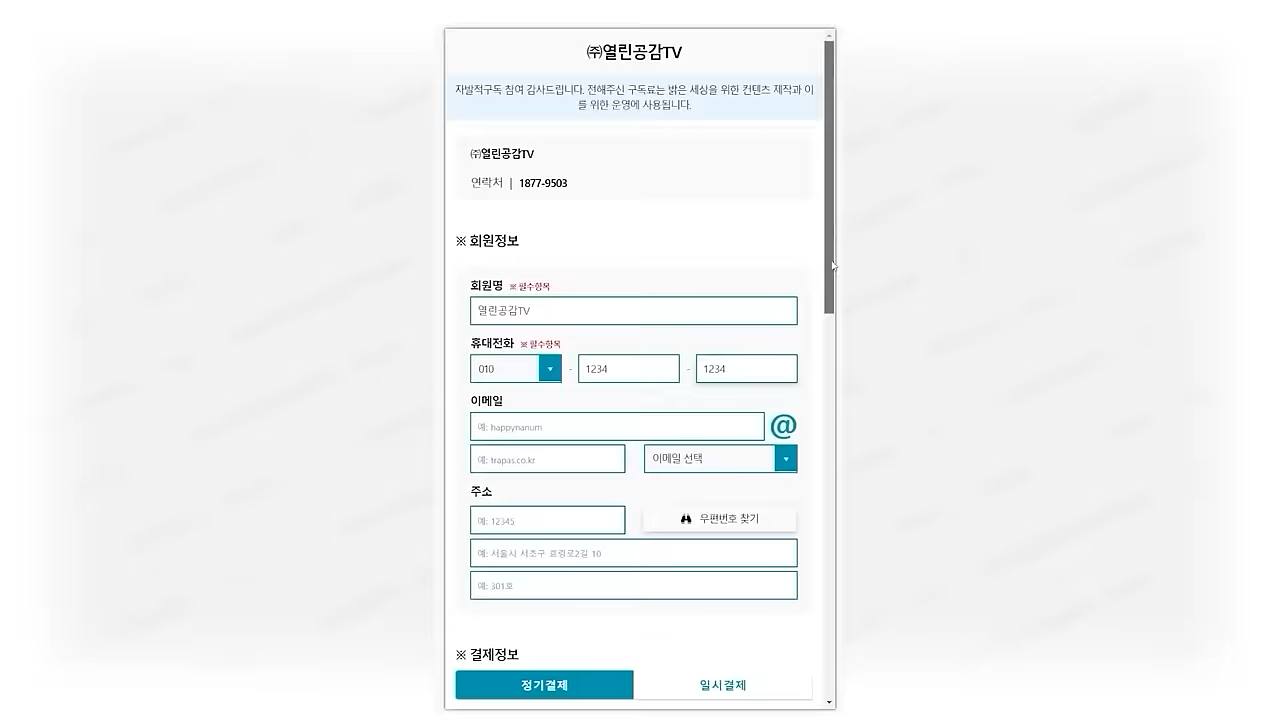 ㈜열린공감TV
자발적구독 참여 감사드립니다. 전해주신 구독료는 밝은 세상을 위한 컨텐츠 제작과 이
를 위한 운영에 사용됩니다.
㈜열린공감TV
연락처 | 1877-9503
※ 회원정보
회원명 ※ 필수항목
열린공감TV
휴대전화 ※ 필수항목
010 - 1234 - 1234
이메일
예: happynanum @
예: trapas.co.kr 이메일 선택
주소
예: 12345 우편번호 찾기
예: 서울시 서초구 효령로2길 10
예: 301호
※ 결제정보
정기결제 일시결제